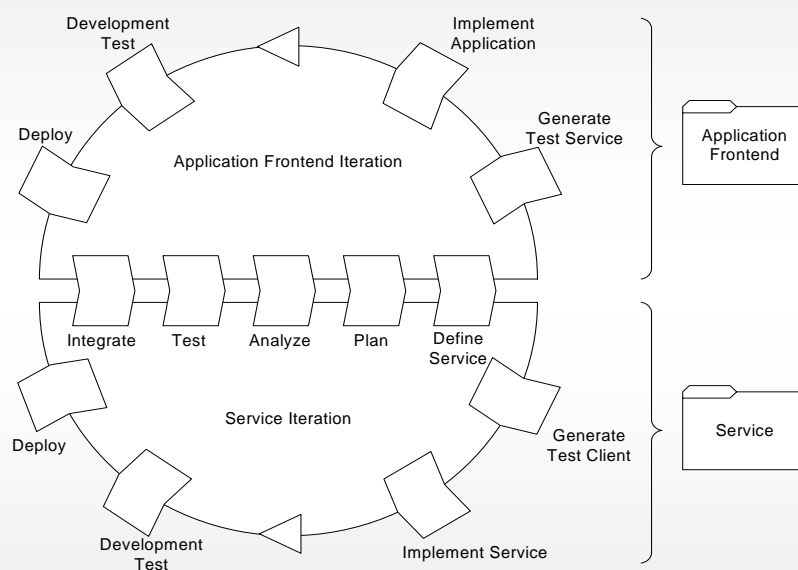 Development
Test
Implement
Application
Deploy
Generate
Test Service
Application Frontend Iteration
Application
Frontend
Integrate
Test
Analyze
Plan
Define
Service
Service Iteration
Deploy
Generate
Test Client
Service
Development
Test
Implement Service